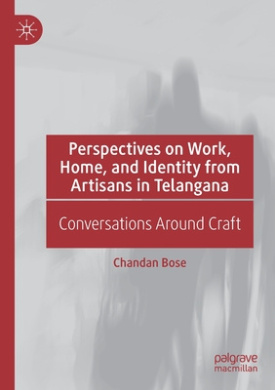 Perspectives on Work,
Home, and Identity from
Artisans in Telangana
Conversations Around Craft
Chandan Bose
palgrave
macmillan